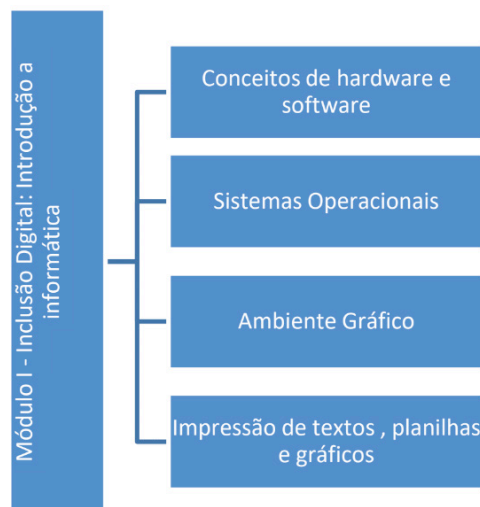 Módulo I - Inclusão Digital: Introdução a
informática
Conceitos de hardware e
software
Sistemas Operacionais
Ambiente Gráfico
Impressão de textos , planilhas
e gráficos